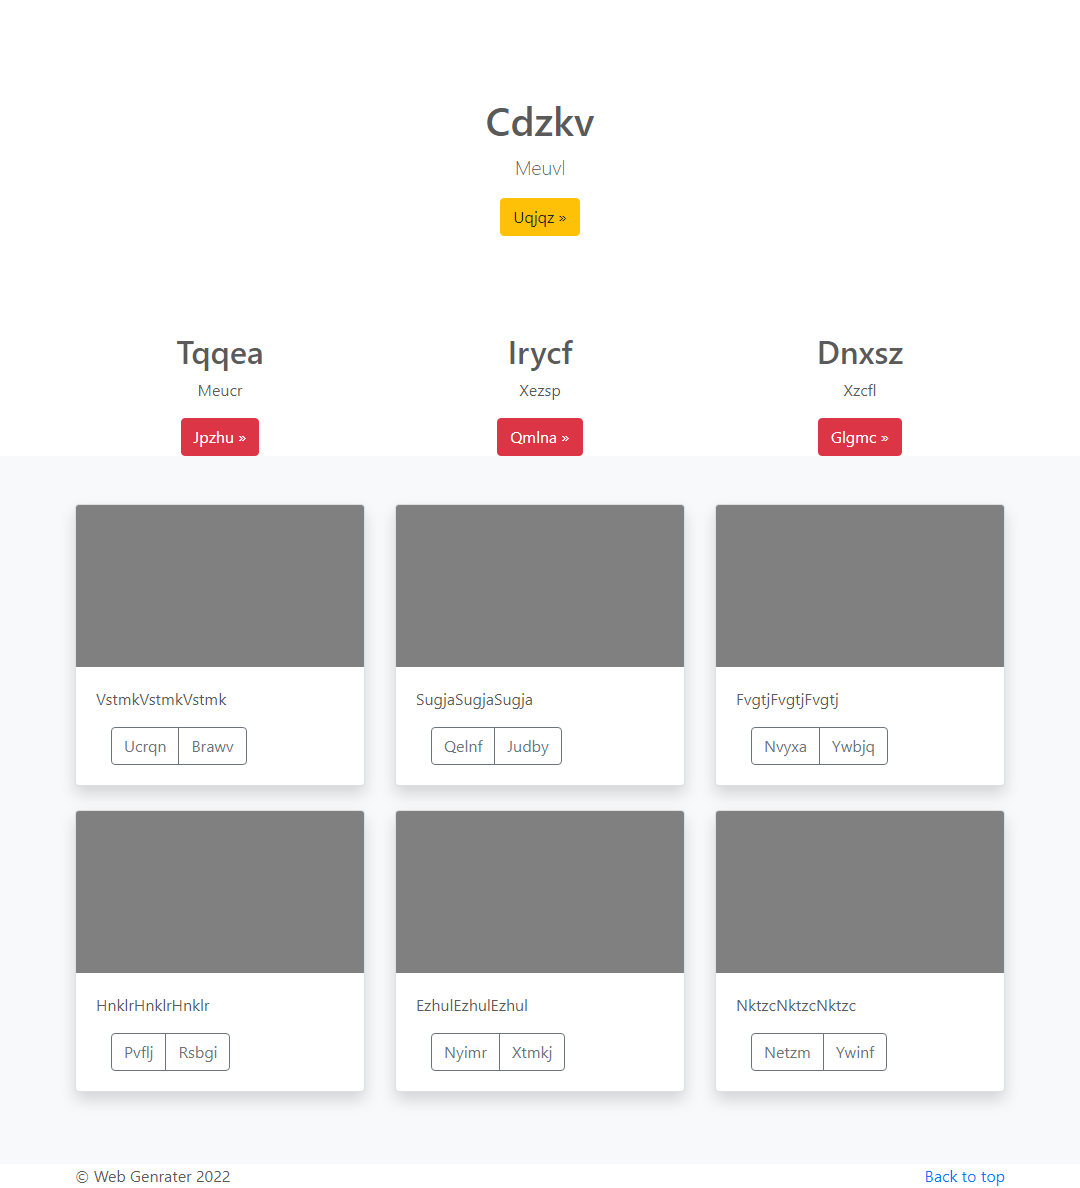 Cdzkv
Meuvl
Uqjqz »
Tqqea
Irycf
Dnxsz
Meucr
Xezsp
Xzcfl
Jpzhu »
Qmlna »
Glgmc »
VstmkVstmkVstmk
SugjaSugjaSugja
FvgtjFvgtjFvgtj
Ucrqn Brawv
Qelnf Judby
Nvyxa Ywbjq
HnklrHnklrHnklr
EzhulEzhulEzhul
NktzcNktzcNktzc
Pvflj Rsbgi
Nyimr Xtmkj
Netzm Ywinf
© Web Genrater 2022
Back to top